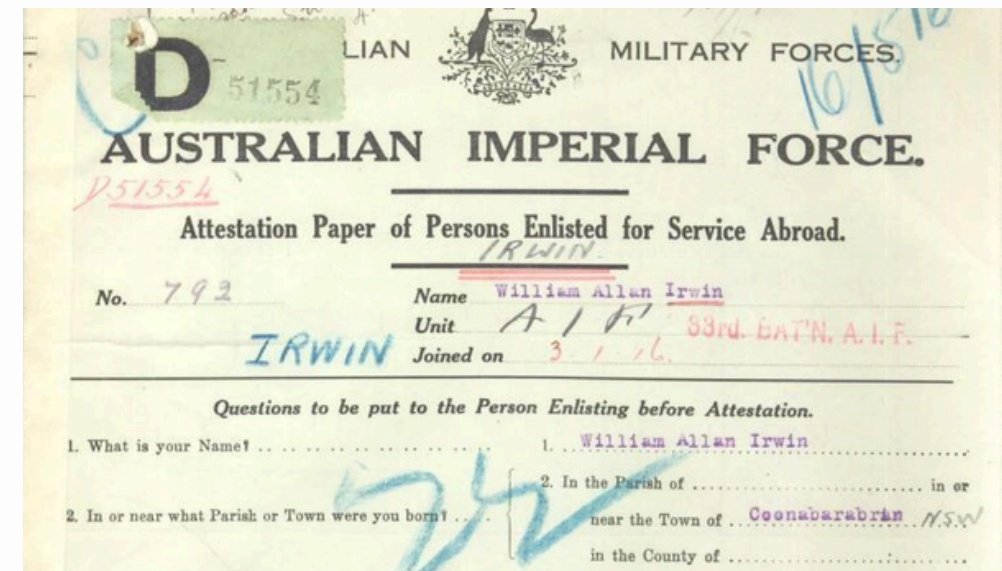 LIAN MILITARY FORCES.
D- 51554
16/5/16
AUSTRALIAN IMPERIAL FORCE.
D51554
Attestation Paper of Persons Enlisted for Service Abroad.
IRWIN.
No. 792 Name William Allan Irwin
Unit A I F 33rd. BAT'N. A. I. F.
IRWIN Joined on 3. 1. 16.
Questions to be put to the Person Enlisting before Attestation.
1. What is your Name? .. .. .. .. .. .. .. .. .. .. 1. William Allan Irwin
2. In the Parish of .............................. in or
2. In or near what Parish or Town were you born? .... near the Town of Coonabarabran NSW
in the County of ..............................